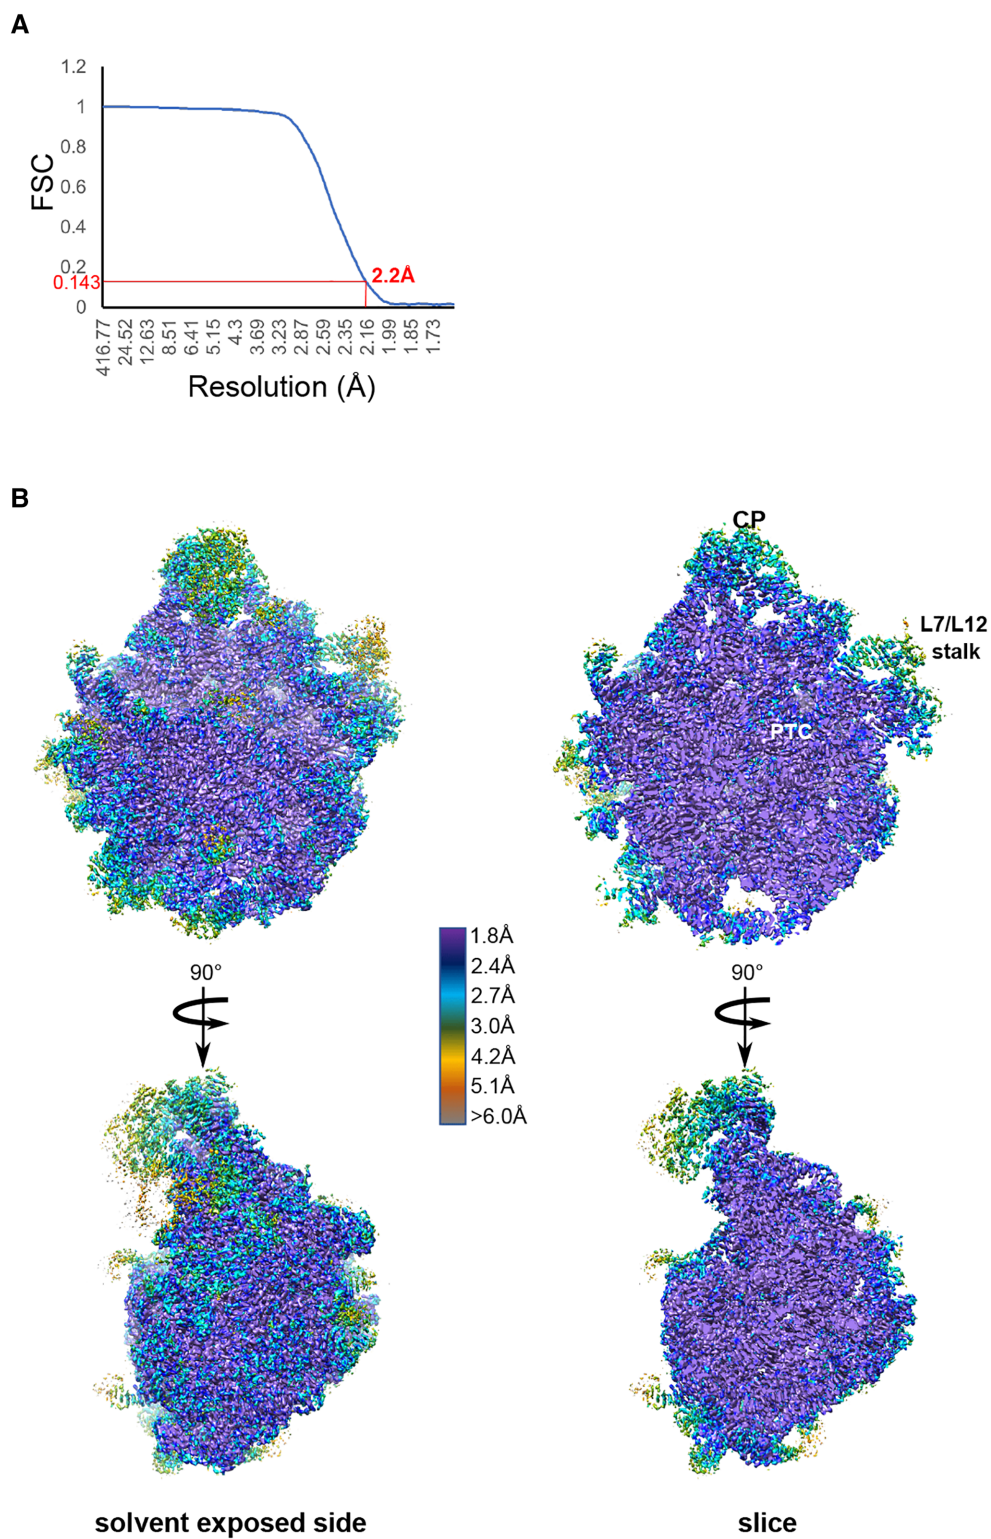 A
1.2
1
0.8
0.6
0.4
0.2
0
FSC
0.143
2.2Å
416.77
24.52
12.63
8.51
6.41
5.15
4.3
3.69
3.23
2.87
2.59
2.35
2.16
1.99
1.85
1.73
Resolution (Å)
B
CP
L7/L12
stalk
PTC
1.8Å
2.4Å
2.7Å
3.0Å
4.2Å
5.1Å
>6.0Å
90°
90°
solvent exposed side
slice